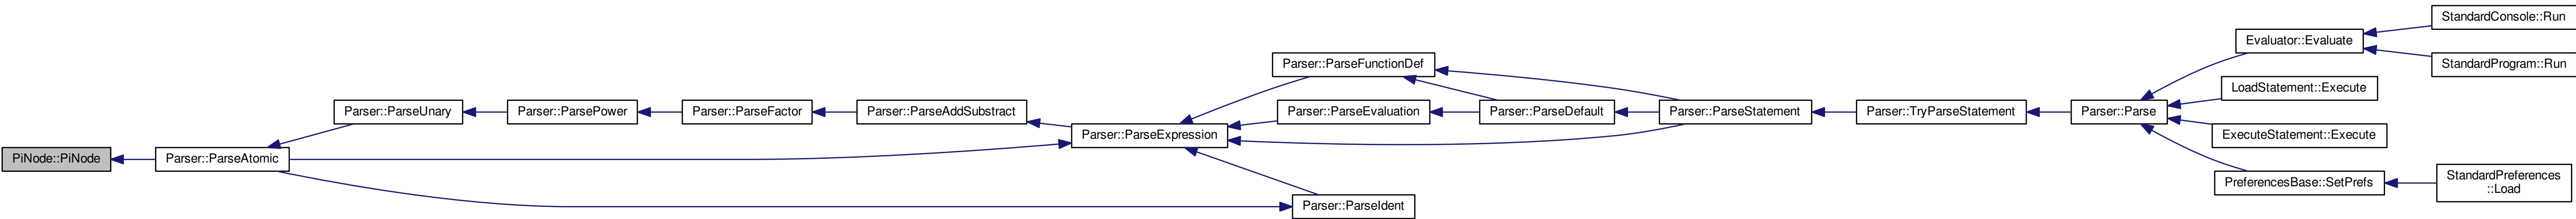 StandardConsole::Run
Evaluator::Evaluate
Parser::ParseFunctionDef
StandardProgram::Run
LoadStatement::Execute
Parser::ParseUnary
Parser::ParsePower
Parser::ParseFactor
Parser::ParseAddSubstract
Parser::ParseEvaluation
Parser::ParseDefault
Parser::ParseStatement
Parser::TryParseStatement
Parser::Parse
Parser::ParseExpression
ExecuteStatement::Execute
PiNode::PiNode
Parser::ParseAtomic
PreferencesBase::SetPrefs
StandardPreferences
::Load
Parser::ParseIdent